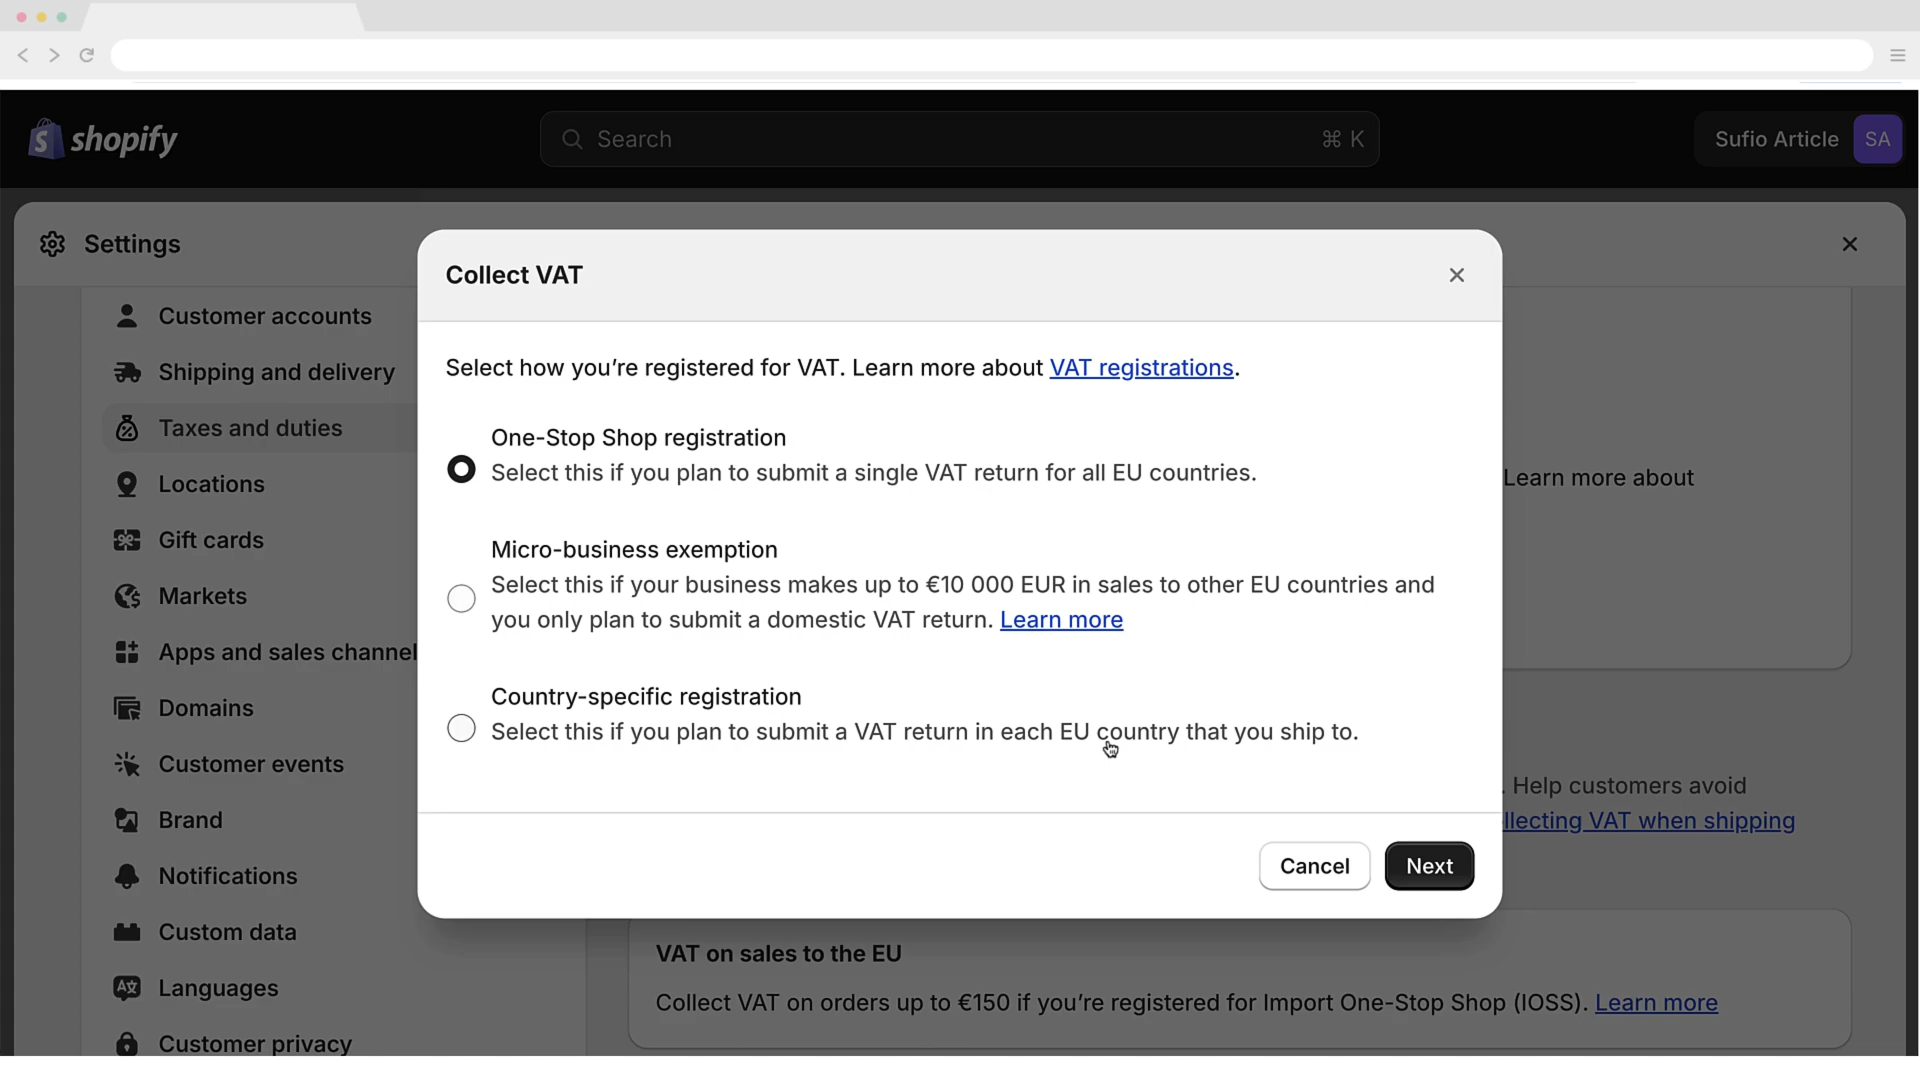 shopify
Search
⌘ K
Sufio Article
SA
Settings
Customer accounts
Shipping and delivery
Taxes and duties
Locations
Gift cards
Markets
Apps and sales channel
Domains
Customer events
Brand
Notifications
Custom data
Languages
Customer privacy
Collect VAT
Select how you’re registered for VAT. Learn more about VAT registrations.
One-Stop Shop registration
Select this if you plan to submit a single VAT return for all EU countries.
Micro-business exemption
Select this if your business makes up to €10 000 EUR in sales to other EU countries and
you only plan to submit a domestic VAT return. Learn more
Country-specific registration
Select this if you plan to submit a VAT return in each EU country that you ship to.
Cancel
Next
Learn more about
. Help customers avoid
llecting VAT when shipping
VAT on sales to the EU
Collect VAT on orders up to €150 if you’re registered for Import One-Stop Shop (IOSS). Learn more